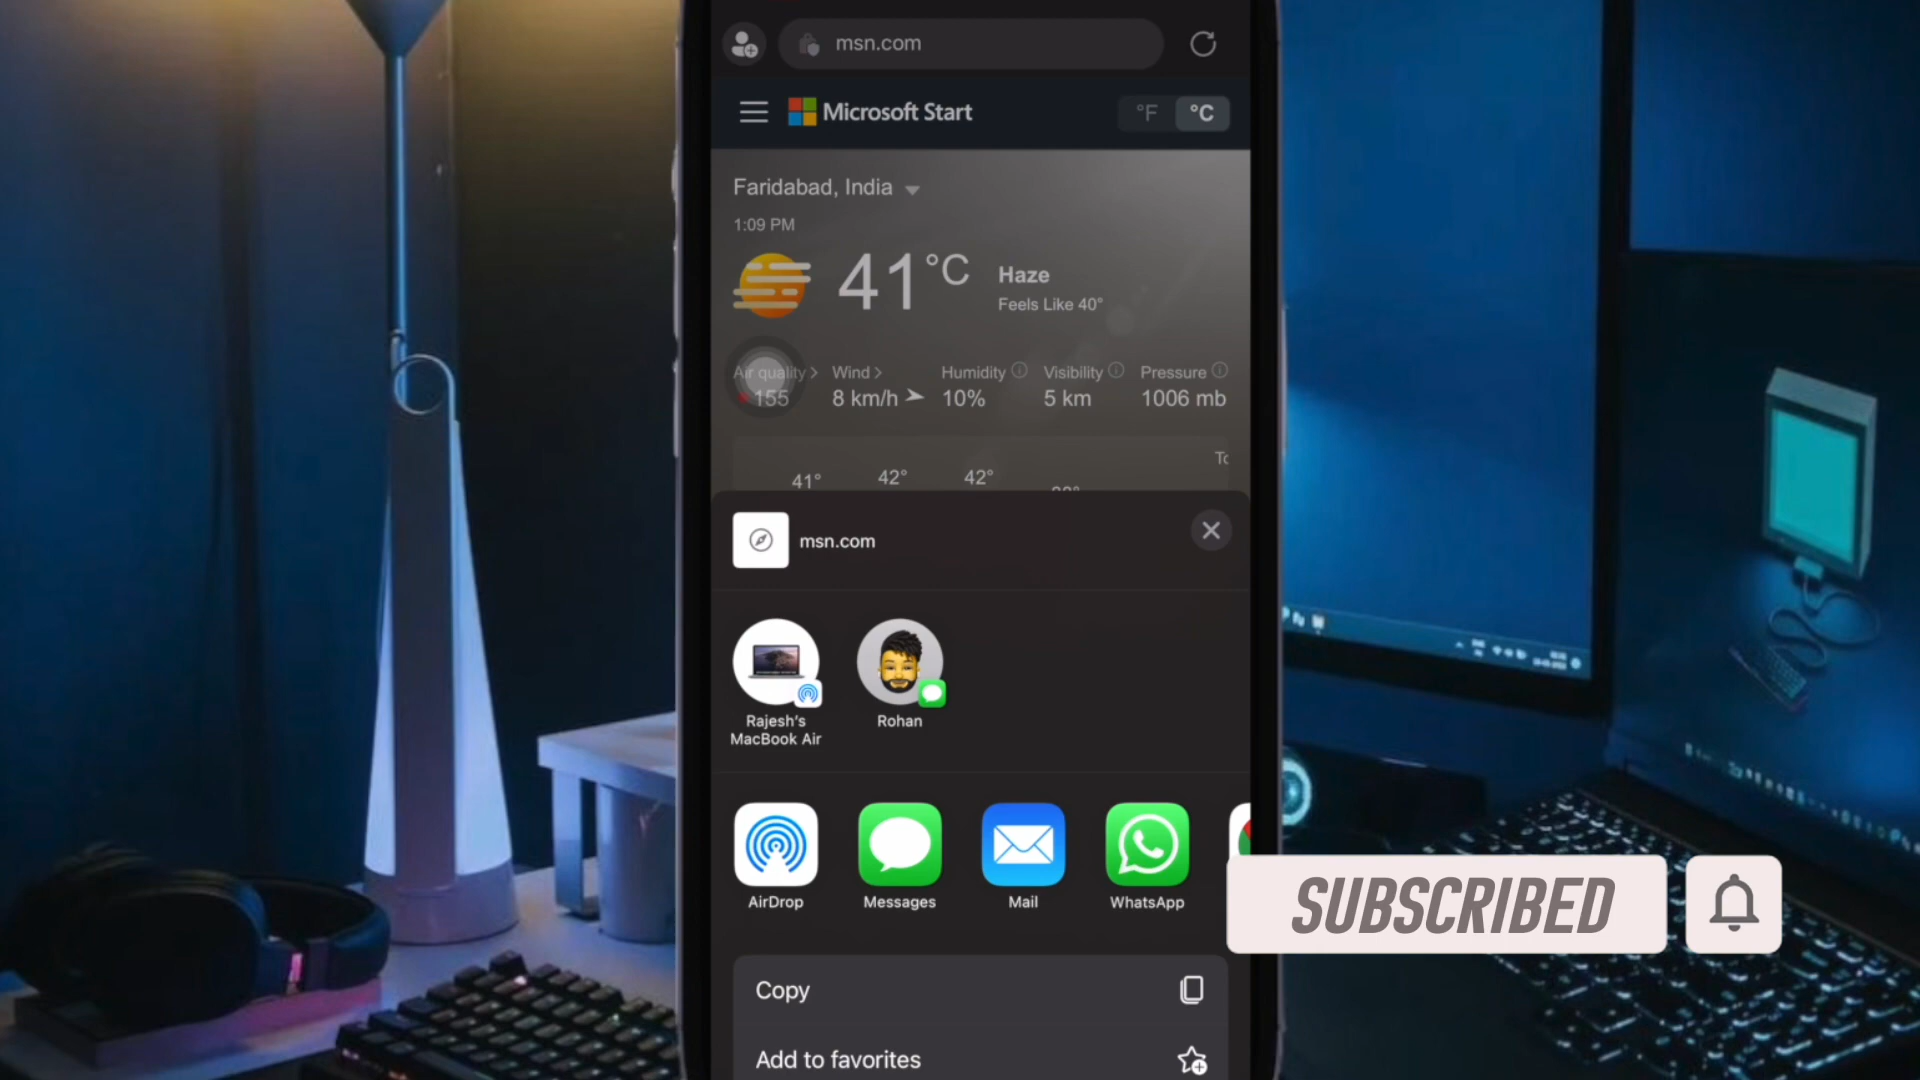 msn.com
Microsoft Start
°F °C
Faridabad, India
1:09 PM
41°C
Haze
Feels Like 40°
Air quality Wind Humidity Visibility Pressure
155 8 km/h 10% 5 km 1006 mb
41° 42° 42°
msn.com
Rajesh's
MacBook Air
Rohan
AirDrop Messages Mail WhatsApp
SUBSCRIBED
Copy
Add to favorites